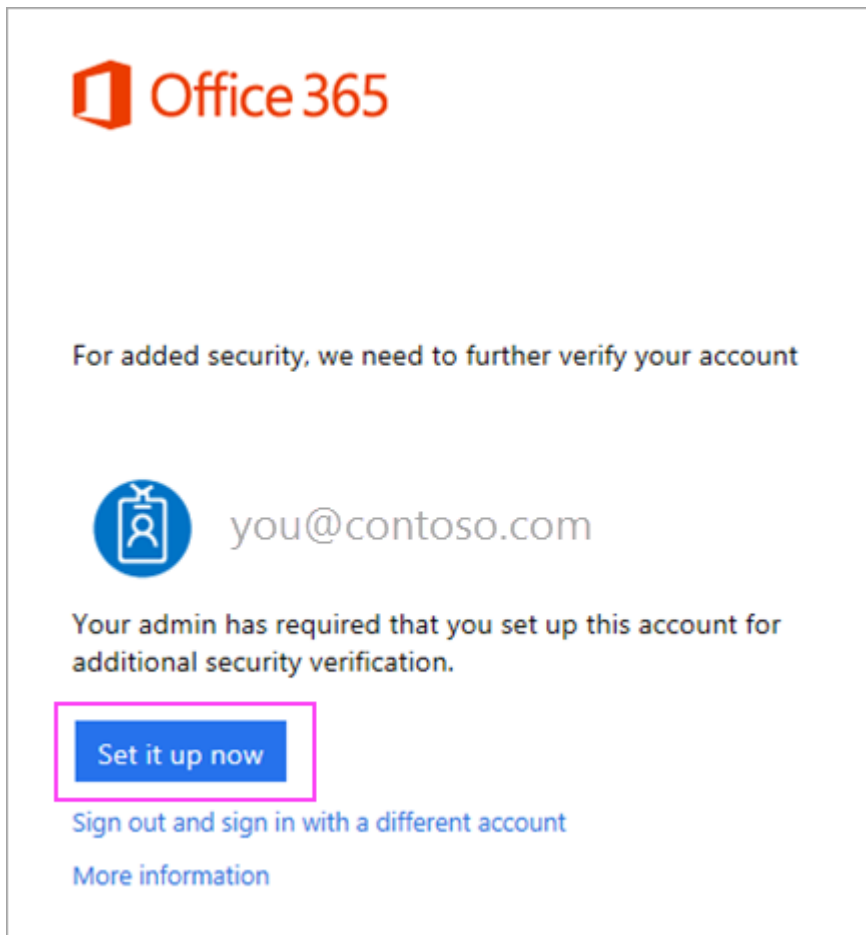 Office 365
For added security, we need to further verify your account
you@contoso.com
Your admin has required that you set up this account for
additional security verification.
Set it up now
Sign out and sign in with a different account
More information